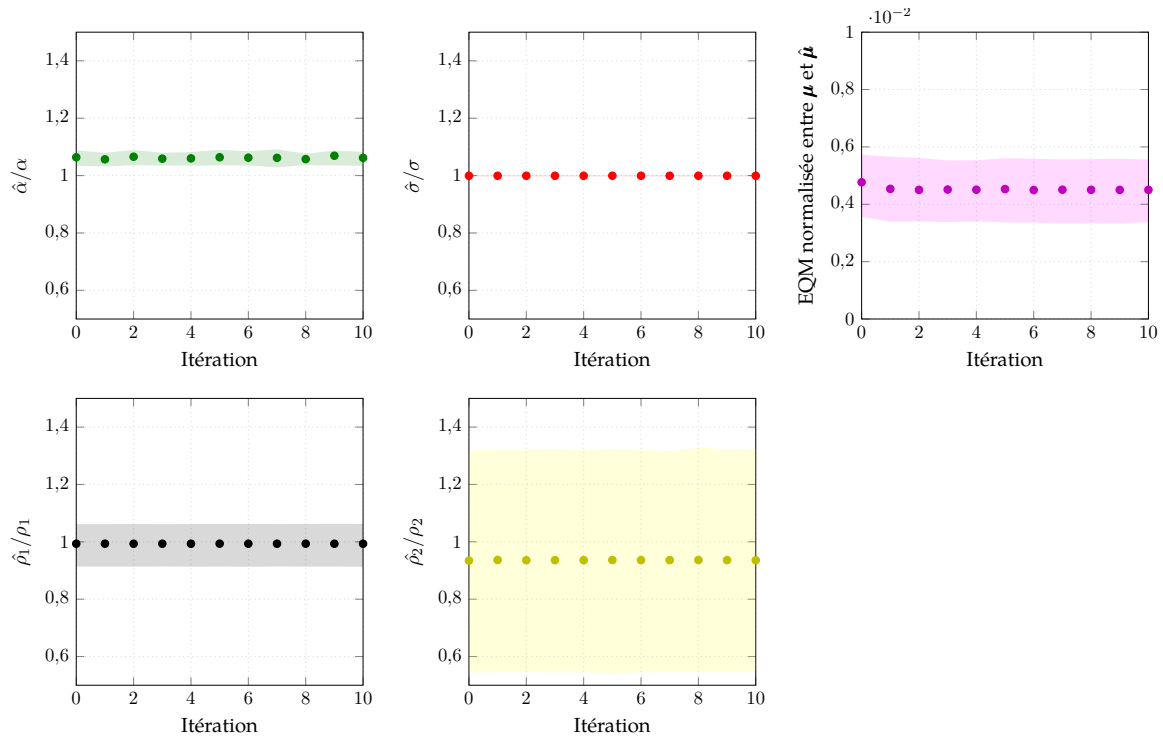 1,4
1,2
1
0,8
0,6
α̂/α
0 2 4 6 8 10
Itération
1,4
1,2
1
0,8
0,6
σ̂/σ
0 2 4 6 8 10
Itération
·10⁻²
1
0,8
0,6
0,4
0,2
0
EQM normalisée entre μ et μ̂
0 2 4 6 8 10
Itération
1,4
1,2
1
0,8
0,6
ρ̂₁/ρ₁
0 2 4 6 8 10
Itération
1,4
1,2
1
0,8
0,6
ρ̂₂/ρ₂
0 2 4 6 8 10
Itération